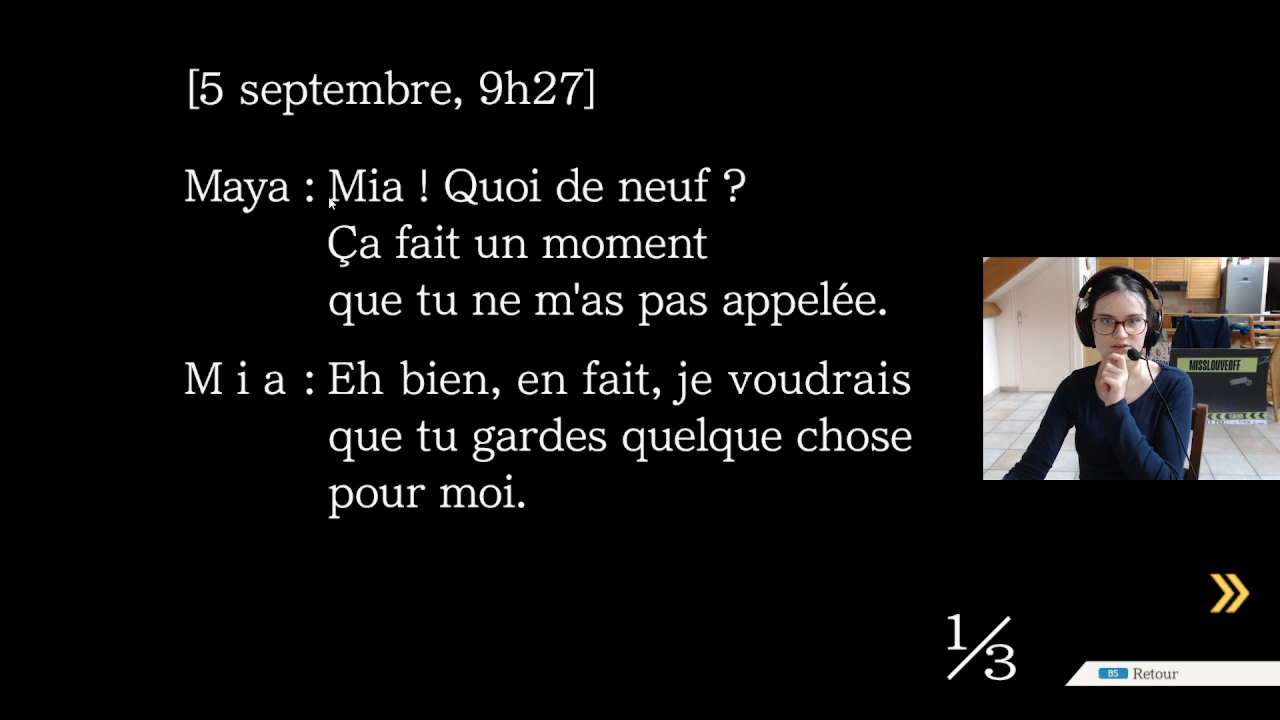 [5 septembre, 9h27]
Maya : Mia ! Quoi de neuf ?
Ça fait un moment
que tu ne m'as pas appelée.
M i a : Eh bien, en fait, je voudrais
que tu gardes quelque chose
pour moi.
MISSLOUVEOFF
1/3
BS Retour